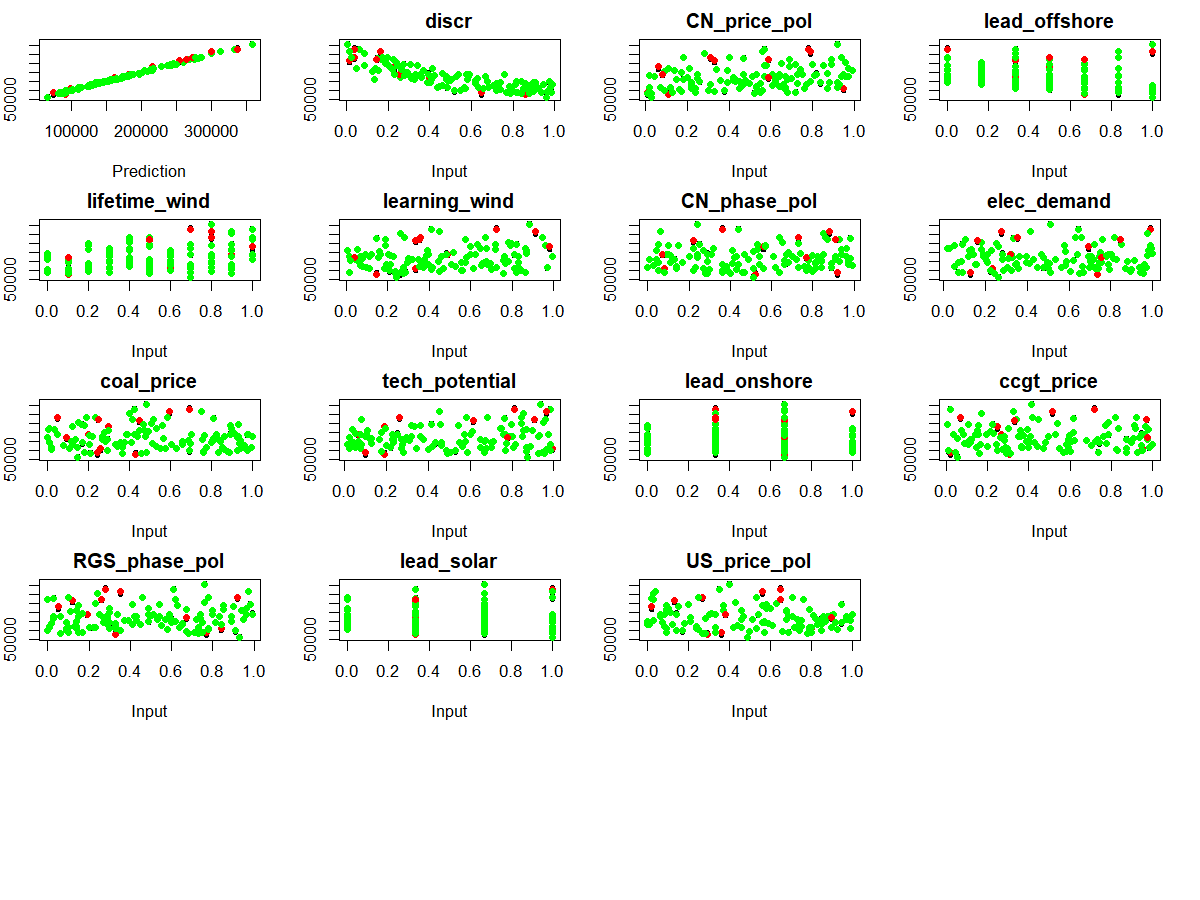 discr CN_price_pol lead_offshore
50000 50000 50000 50000
100000 200000 300000 0.0 0.2 0.4 0.6 0.8 1.0 0.0 0.2 0.4 0.6 0.8 1.0 0.0 0.2 0.4 0.6 0.8 1.0
Prediction Input Input Input
lifetime_wind learning_wind CN_phase_pol elec_demand
50000 50000 50000 50000
0.0 0.2 0.4 0.6 0.8 1.0 0.0 0.2 0.4 0.6 0.8 1.0 0.0 0.2 0.4 0.6 0.8 1.0 0.0 0.2 0.4 0.6 0.8 1.0
Input Input Input Input
coal_price tech_potential lead_onshore ccgt_price
50000 50000 50000 50000
0.0 0.2 0.4 0.6 0.8 1.0 0.0 0.2 0.4 0.6 0.8 1.0 0.0 0.2 0.4 0.6 0.8 1.0 0.0 0.2 0.4 0.6 0.8 1.0
Input Input Input Input
RGS_phase_pol lead_solar US_price_pol
50000 50000 50000
0.0 0.2 0.4 0.6 0.8 1.0 0.0 0.2 0.4 0.6 0.8 1.0 0.0 0.2 0.4 0.6 0.8 1.0
Input Input Input